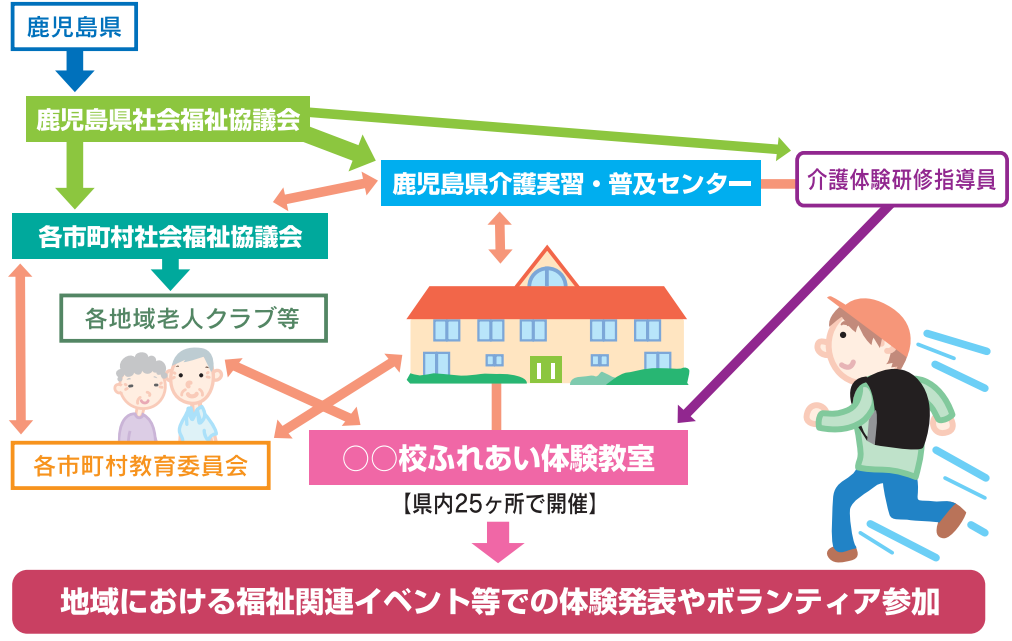 鹿児島県
鹿児島県社会福祉協議会
鹿児島県介護実習・普及センター
介護体験研修指導員
各市町村社会福祉協議会
各地域老人クラブ等
各市町村教育委員会
○○校ふれあい体験教室
【県内25ヶ所で開催】
地域における福祉関連イベント等での体験発表やボランティア参加